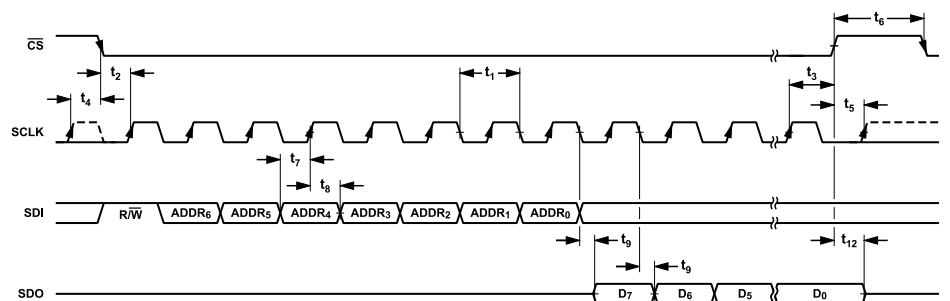 t6
CS
t2
t1
t3
t4
t5
SCLK
t7
t8
SDI
R/W
ADDR6
ADDR5
ADDR4
ADDR3
ADDR2
ADDR1
ADDR0
t9
t12
t9
SDO
D7
D6
D5
D0